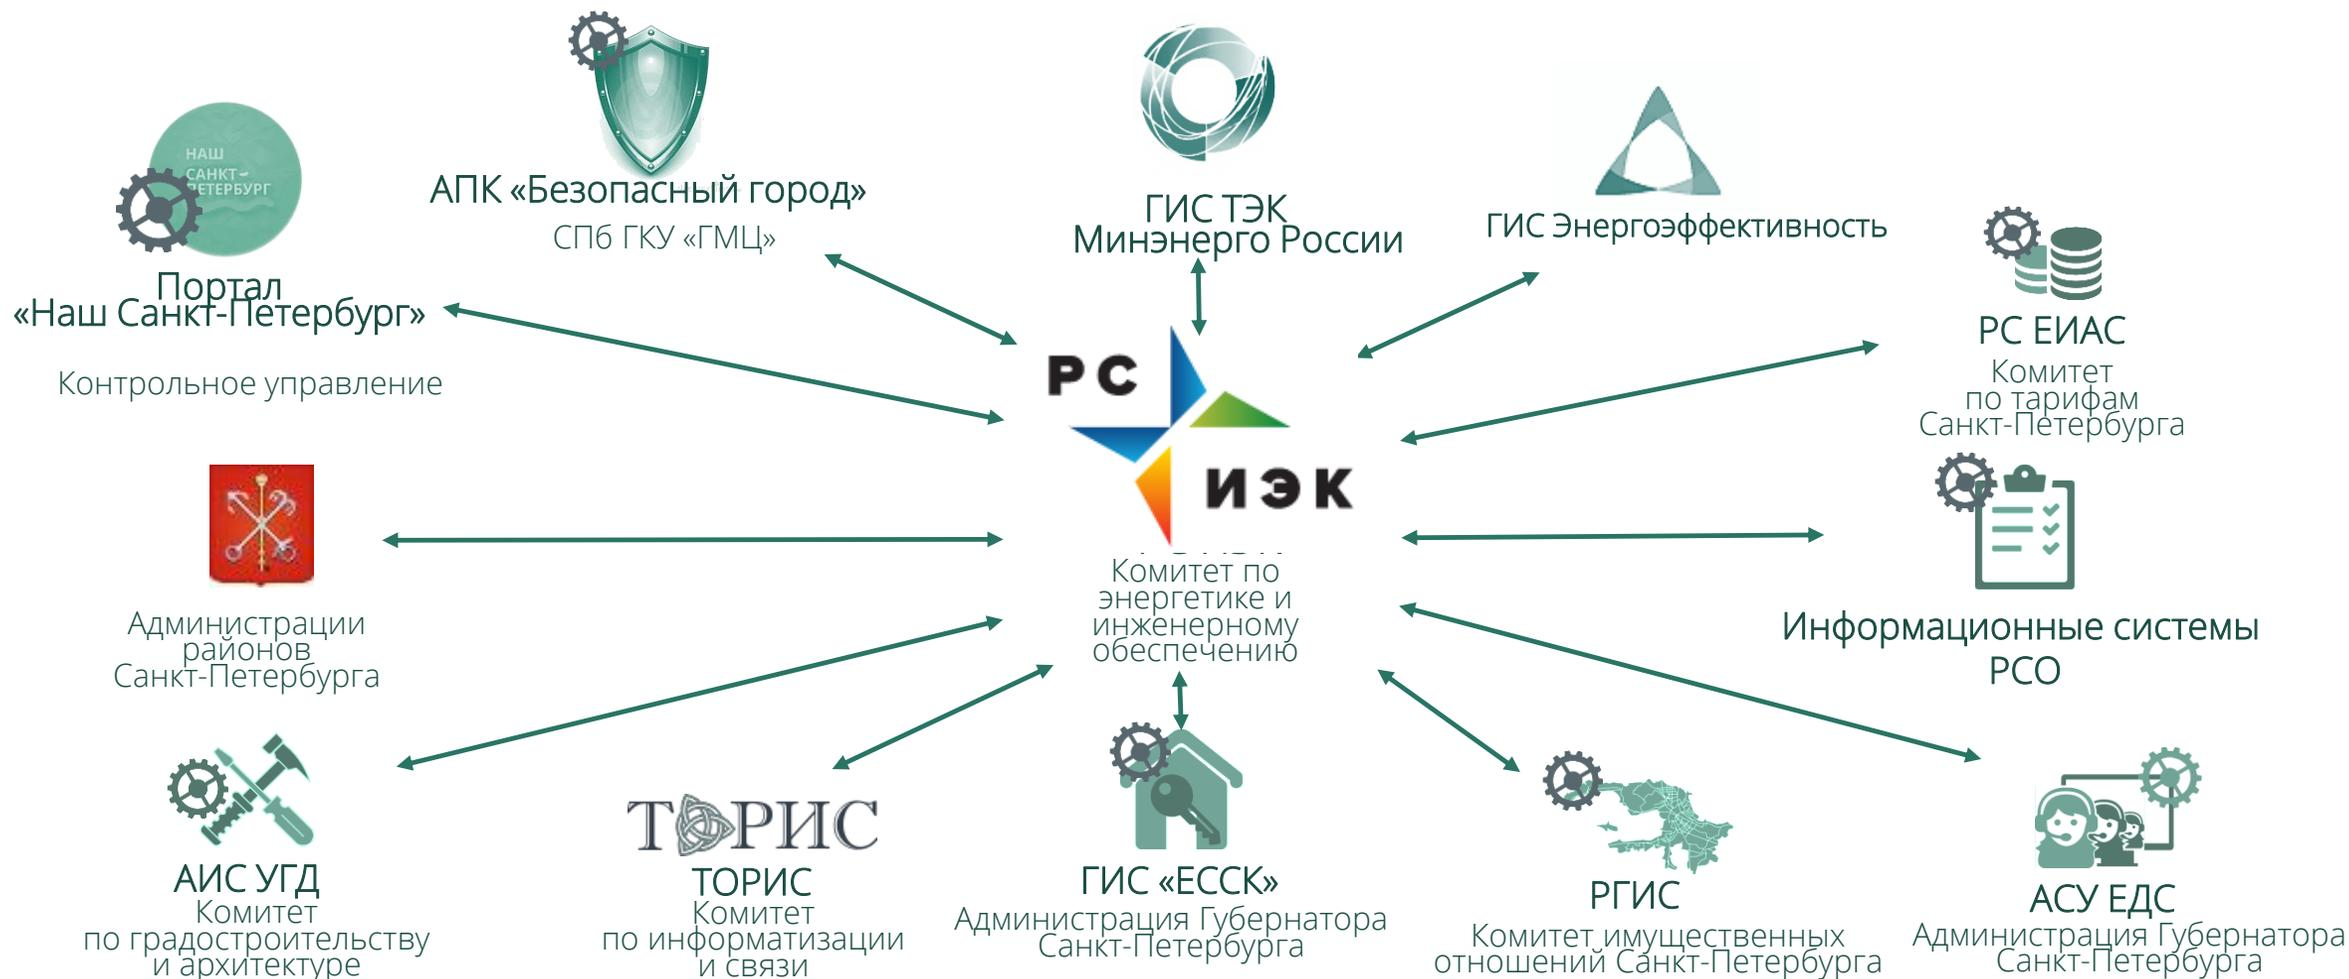 НАШ
САНКТ-
ПЕТЕРБУРГ
Портал
«Наш Санкт-Петербург»
Контрольное управление
АПК «Безопасный город»
СПб ГКУ «ГМЦ»
ГИС ТЭК
Минэнерго России
ГИС Энергоэффективность
РС ЕИАС
Комитет
по тарифам
Санкт-Петербурга
РС
ИЭК
Комитет по
энергетике и
инженерному
обеспечению
Администрации
районов
Санкт-Петербурга
Информационные системы
РСО
АИС УГД
Комитет
по градостроительству
и архитектуре
ТОРИС
ТОРИС
Комитет
по информатизации
и связи
ГИС «ЕССК»
Администрация Губернатора
Санкт-Петербурга
РГИС
Комитет имущественных
отношений Санкт-Петербурга
АСУ ЕДС
Администрация Губернатора
Санкт-Петербурга